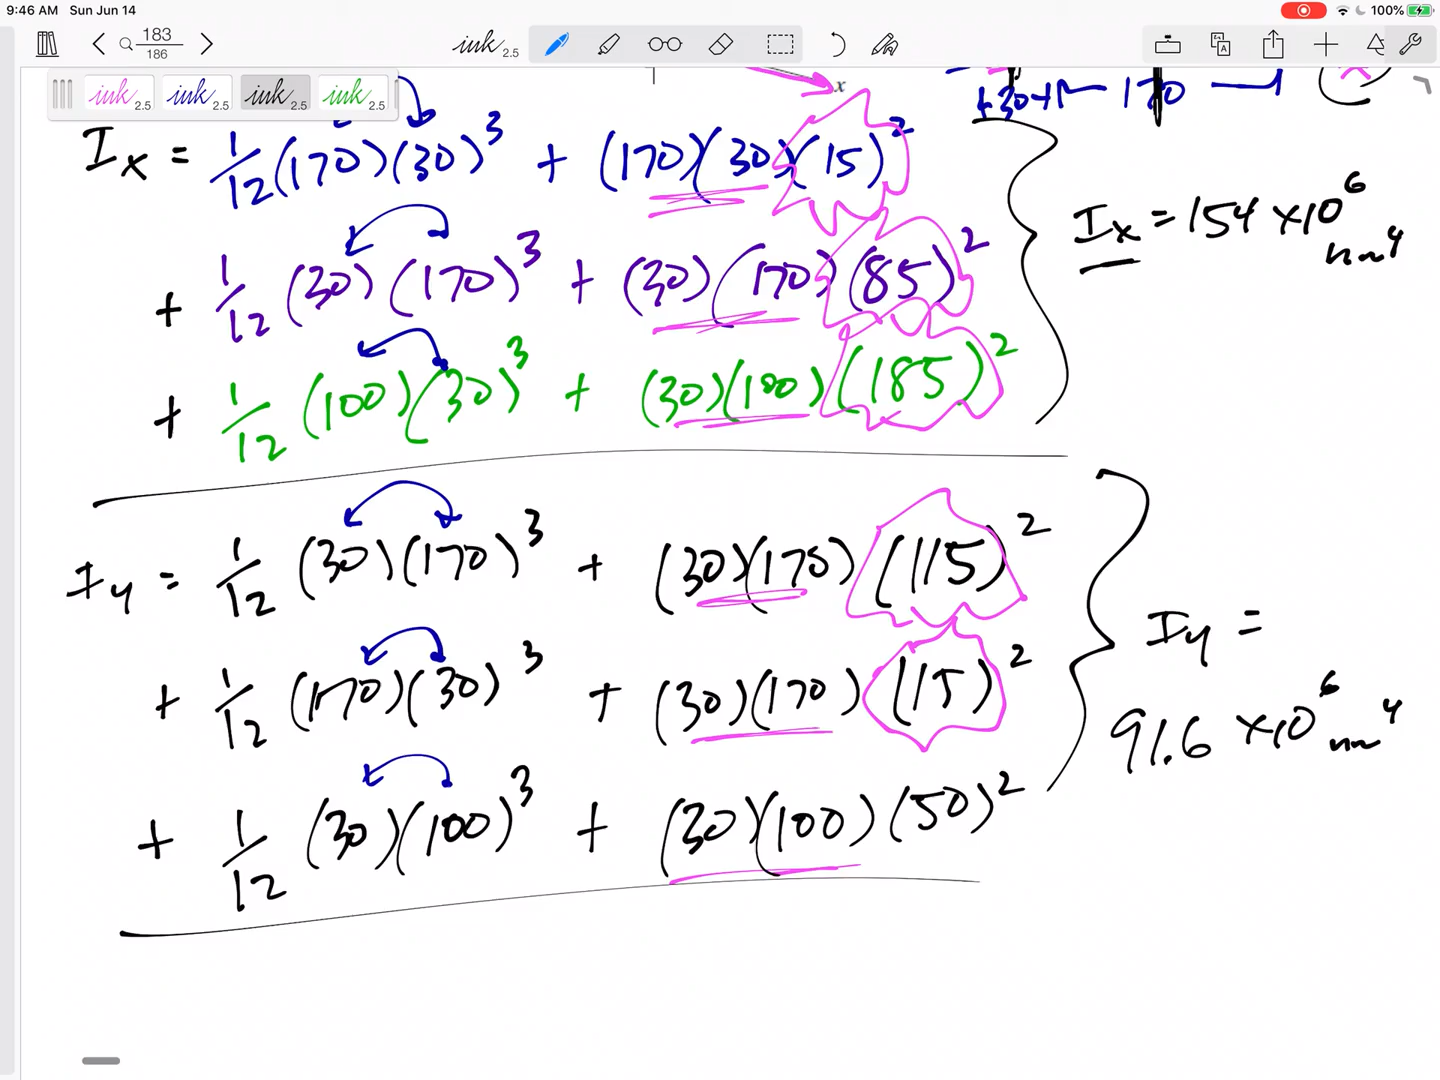 9:46 AM Sun Jun 14
100%
183
186
ink 2.5
ink 2.5 ink 2.5 ink 2.5 ink 2.5
x
+30+ 170
x
Ix = 1/12 (170)(30)^3 + (170)(30)(15)^2
+ 1/12 (30)(170)^3 + (30)(170)(85)^2
+ 1/12 (100)(30)^3 + (30)(100)(185)^2
Ix = 154 ×10^6 mm^4
Iy = 1/12 (30)(170)^3 + (30)(170)(115)^2
+ 1/12 (170)(30)^3 + (30)(170)(15)^2
+ 1/12 (30)(100)^3 + (30)(100)(50)^2
Iy =
91.6 ×10^6 mm^4